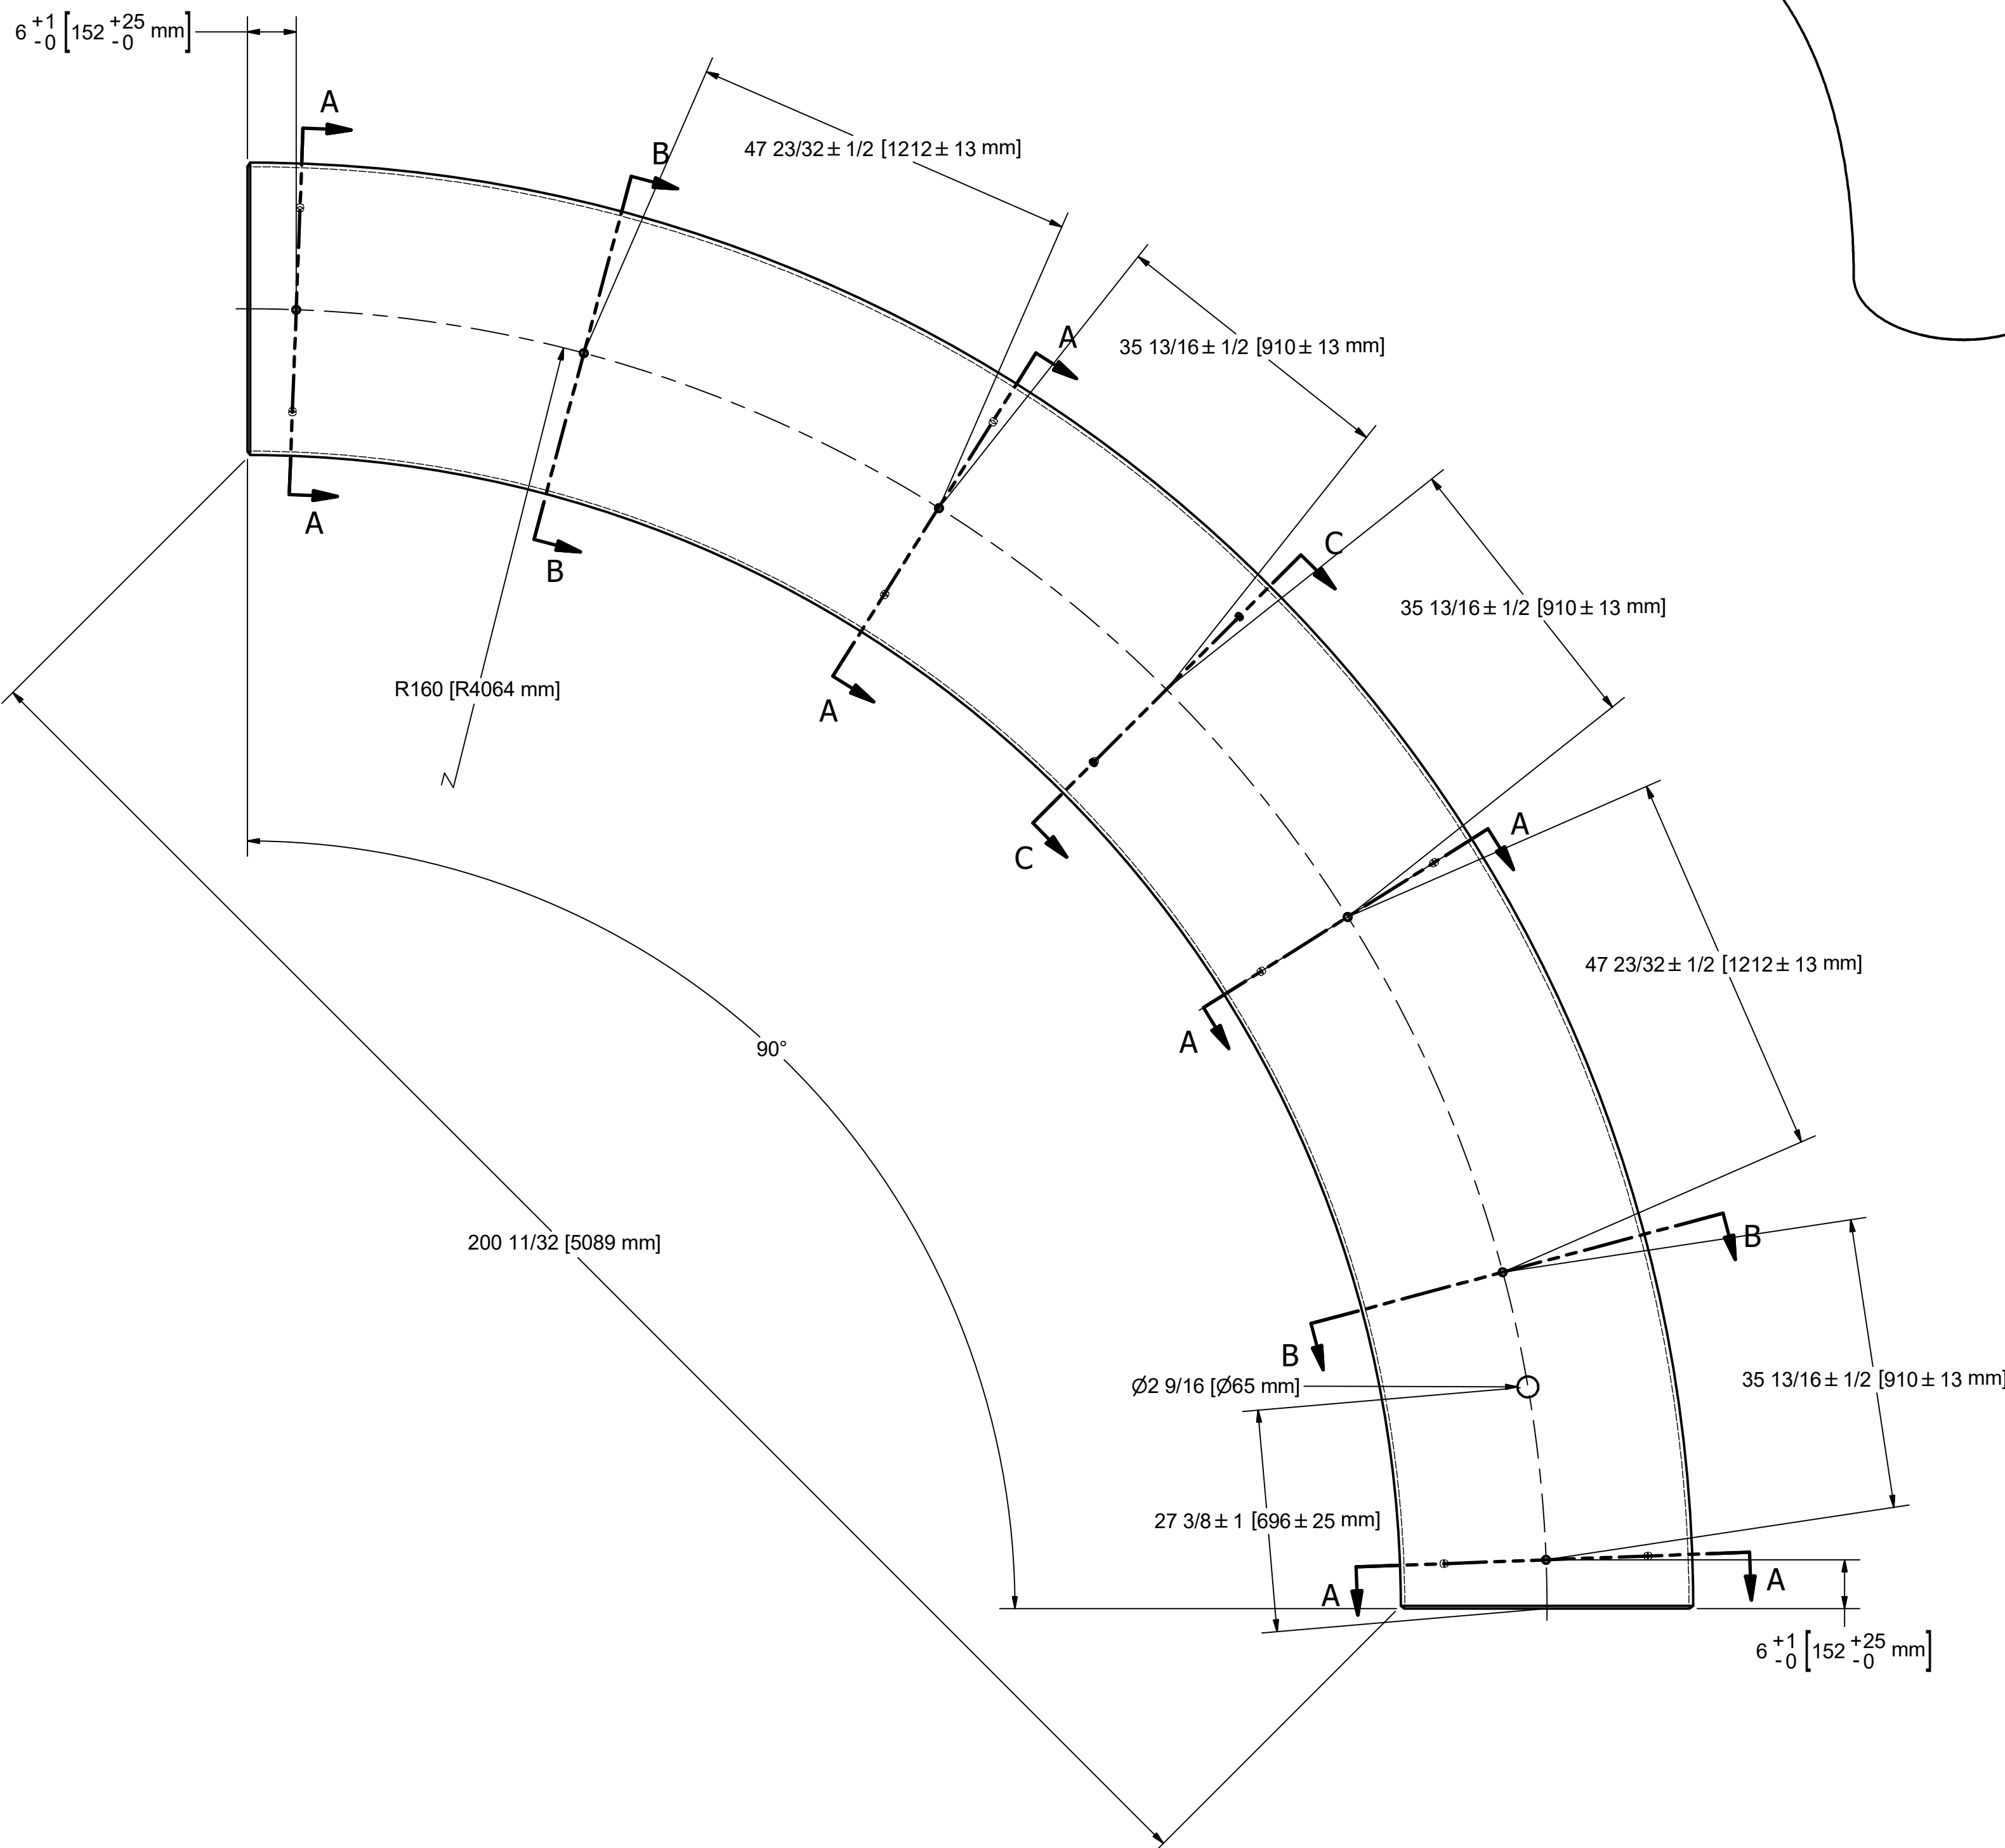 6 +1 -0 [152 +25 -0 mm]
A
B
47 23/32 ± 1/2 [1212 ± 13 mm]
A
35 13/16 ± 1/2 [910 ± 13 mm]
A
B
C
35 13/16 ± 1/2 [910 ± 13 mm]
R160 [R4064 mm]
A
C
A
47 23/32 ± 1/2 [1212 ± 13 mm]
A
90°
200 11/32 [5089 mm]
B
B
Ø2 9/16 [Ø65 mm]
35 13/16 ± 1/2 [910 ± 13 mm]
27 3/8 ± 1 [696 ± 25 mm]
A
A
6 +1 -0 [152 +25 -0 mm]